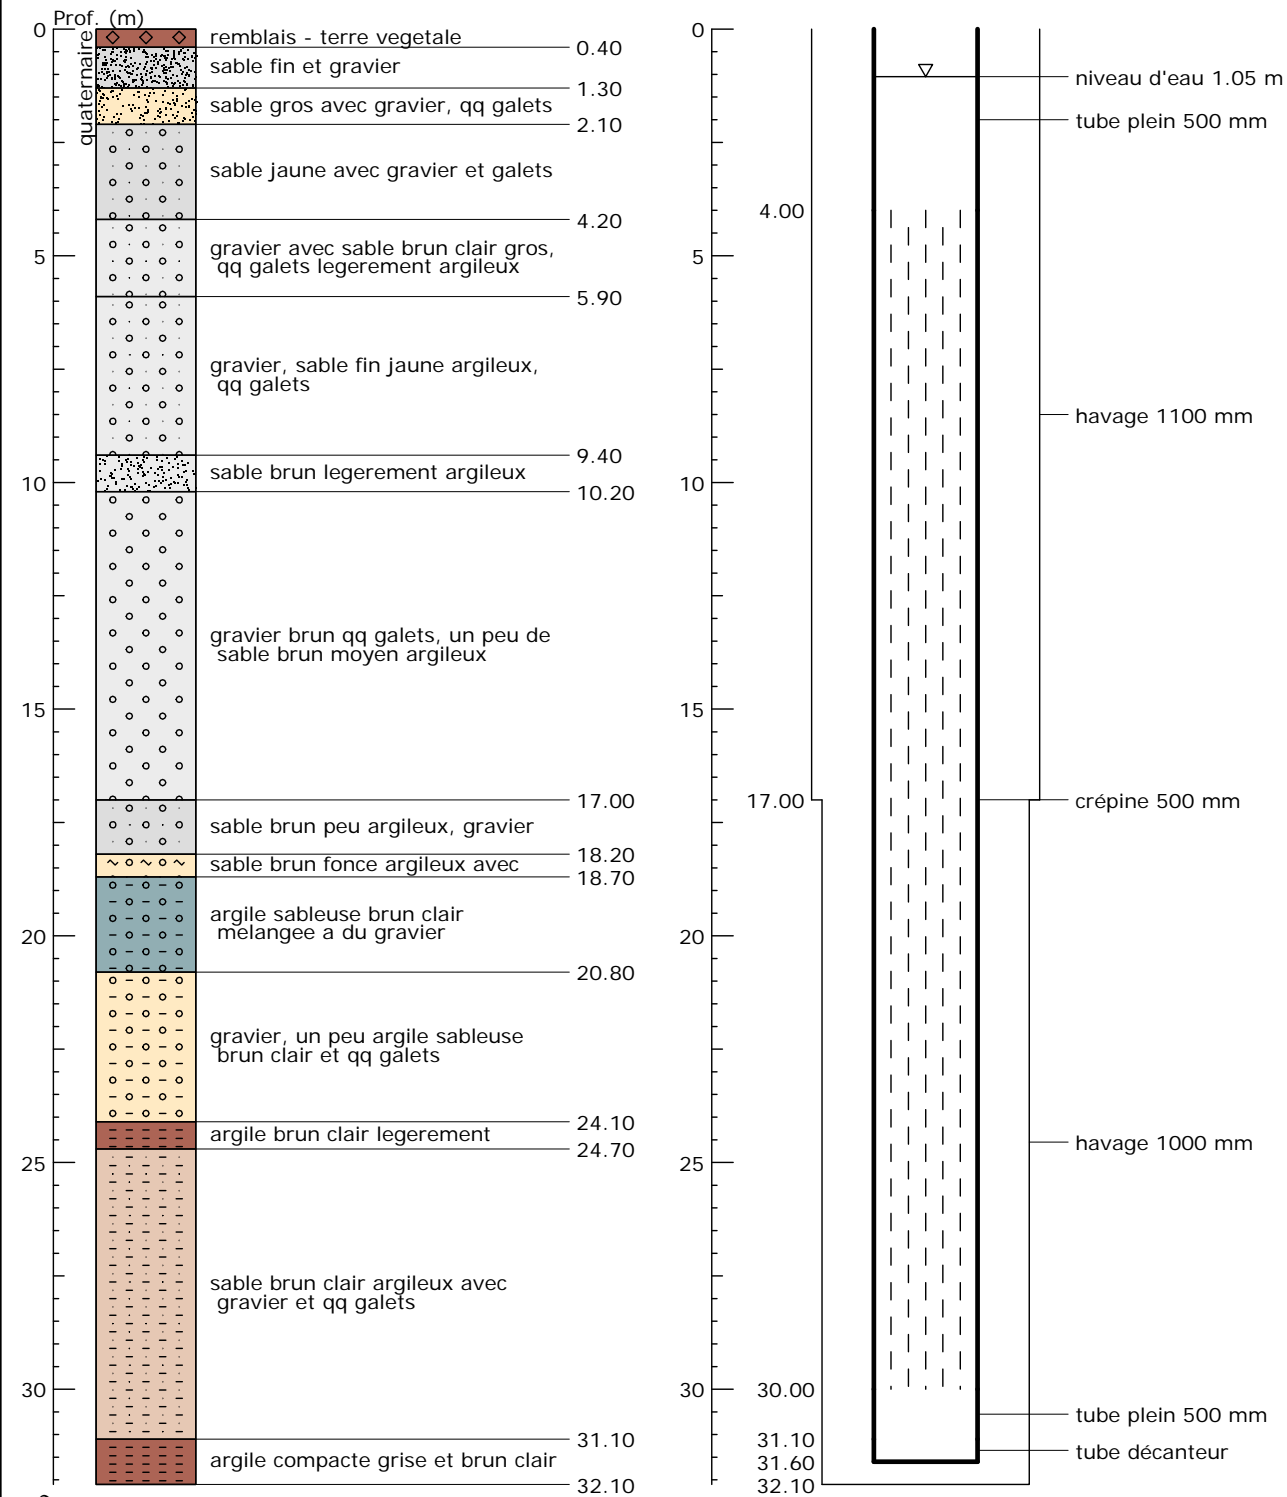 Prof. (m)
quaternaire
0
remblais - terre vegetale
0.40
sable fin et gravier
1.30
sable gros avec gravier, qq galets
2.10
sable jaune avec gravier et galets
4.20
gravier avec sable brun clair gros,
qq galets legerement argileux
5
5.90
gravier, sable fin jaune argileux,
qq galets
9.40
sable brun legerement argileux
10
10.20
gravier brun qq galets, un peu de
sable brun moyen argileux
15
17.00
sable brun peu argileux, gravier
18.20
sable brun fonce argileux avec
18.70
argile sableuse brun clair
melangee a du gravier
20
20.80
gravier, un peu argile sableuse
brun clair et qq galets
24.10
argile brun clair legerement
24.70
25
sable brun clair argileux avec
gravier et qq galets
30
31.10
argile compacte grise et brun clair
32.10
0
niveau d'eau 1.05 m
tube plein 500 mm
4.00
5
havage 1100 mm
10
15
17.00
crépine 500 mm
20
havage 1000 mm
25
30
30.00
tube plein 500 mm
31.10
tube décanteur
31.60
32.10